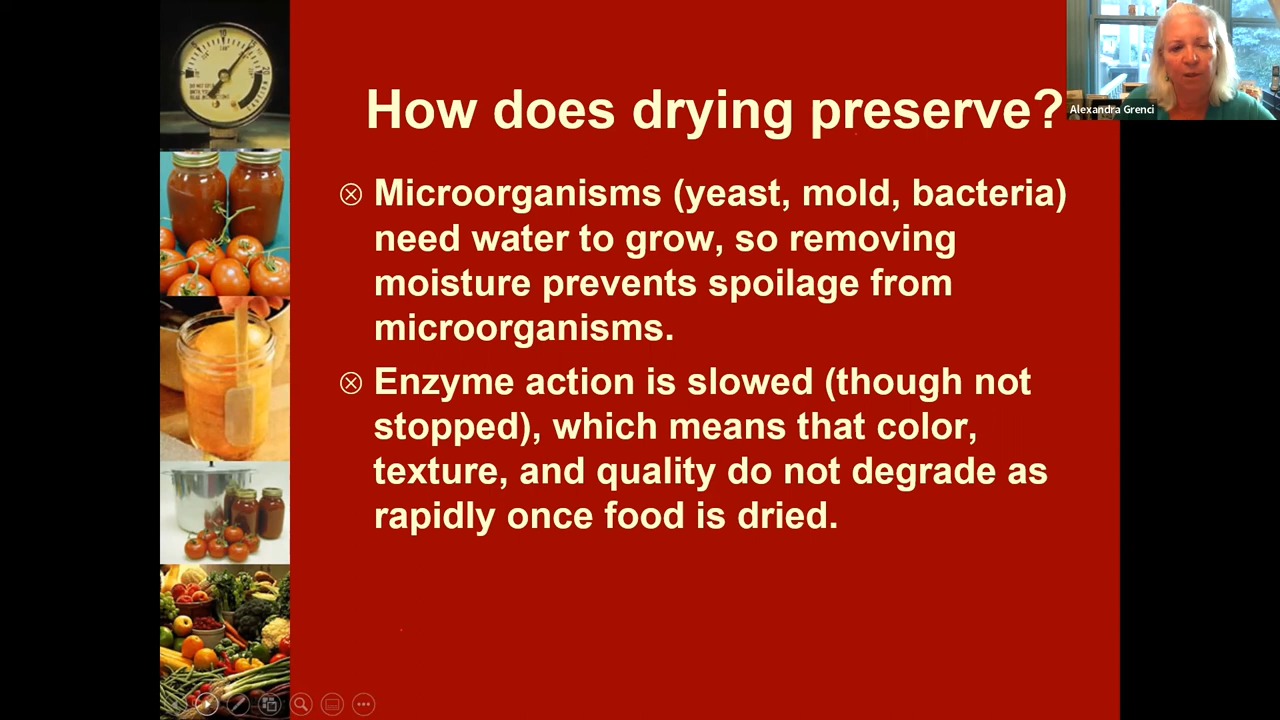 How does drying preserve?
Alexandra Grenci
Microorganisms (yeast, mold, bacteria)
need water to grow, so removing
moisture prevents spoilage from
microorganisms.
Enzyme action is slowed (though not
stopped), which means that color,
texture, and quality do not degrade as
rapidly once food is dried.